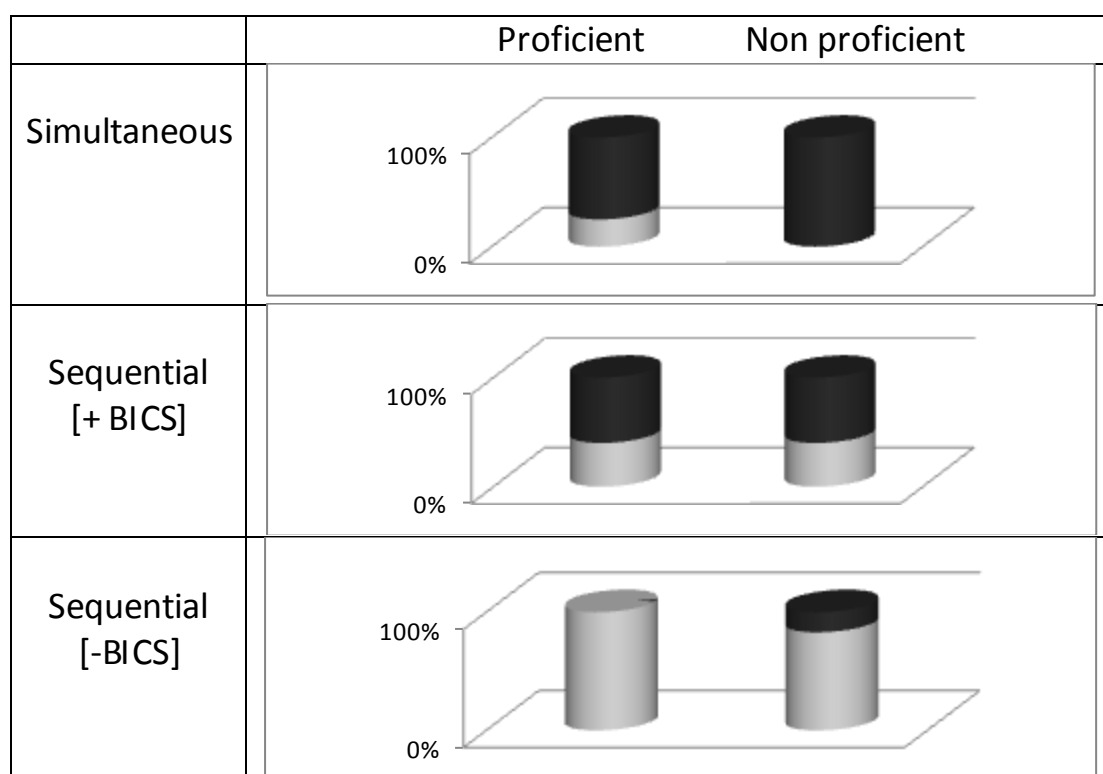 Proficient Non proficient
Simultaneous
100%
0%
Sequential
[+ BICS]
100%
0%
Sequential
[-BICS]
100%
0%